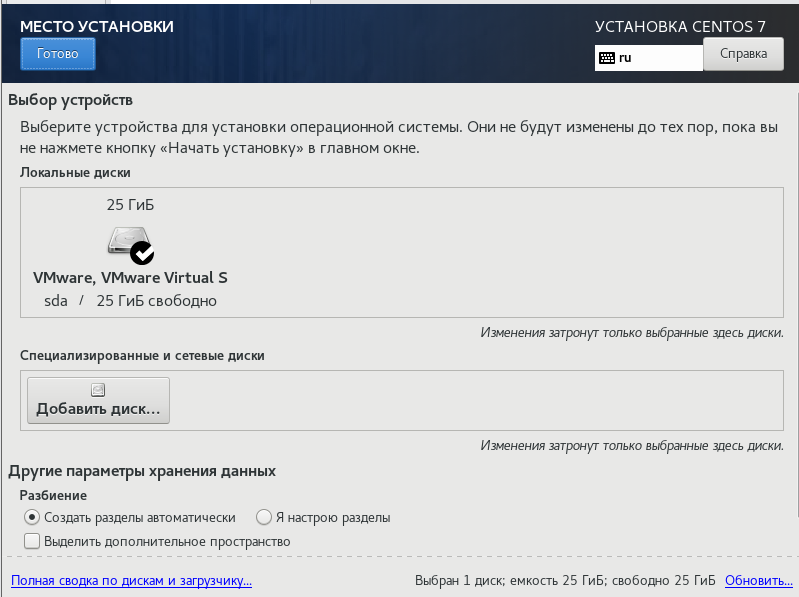 МЕСТО УСТАНОВКИ
УСТАНОВКА CENTOS 7
Готово
ru
Справка
Выбор устройств
Выберите устройства для установки операционной системы. Они не будут изменены до тех пор, пока вы
не нажмете кнопку «Начать установку» в главном окне.
Локальные диски
25 ГиБ
VMware, VMware Virtual S
sda / 25 ГиБ свободно
Изменения затронут только выбранные здесь диски.
Специализированные и сетевые диски
Добавить диск...
Изменения затронут только выбранные здесь диски.
Другие параметры хранения данных
Разбиение
Создать разделы автоматически Я настрою разделы
Выделить дополнительное пространство
Полная сводка по дискам и загрузчику... Выбран 1 диск; емкость 25 ГиБ; свободно 25 ГиБ Обновить...